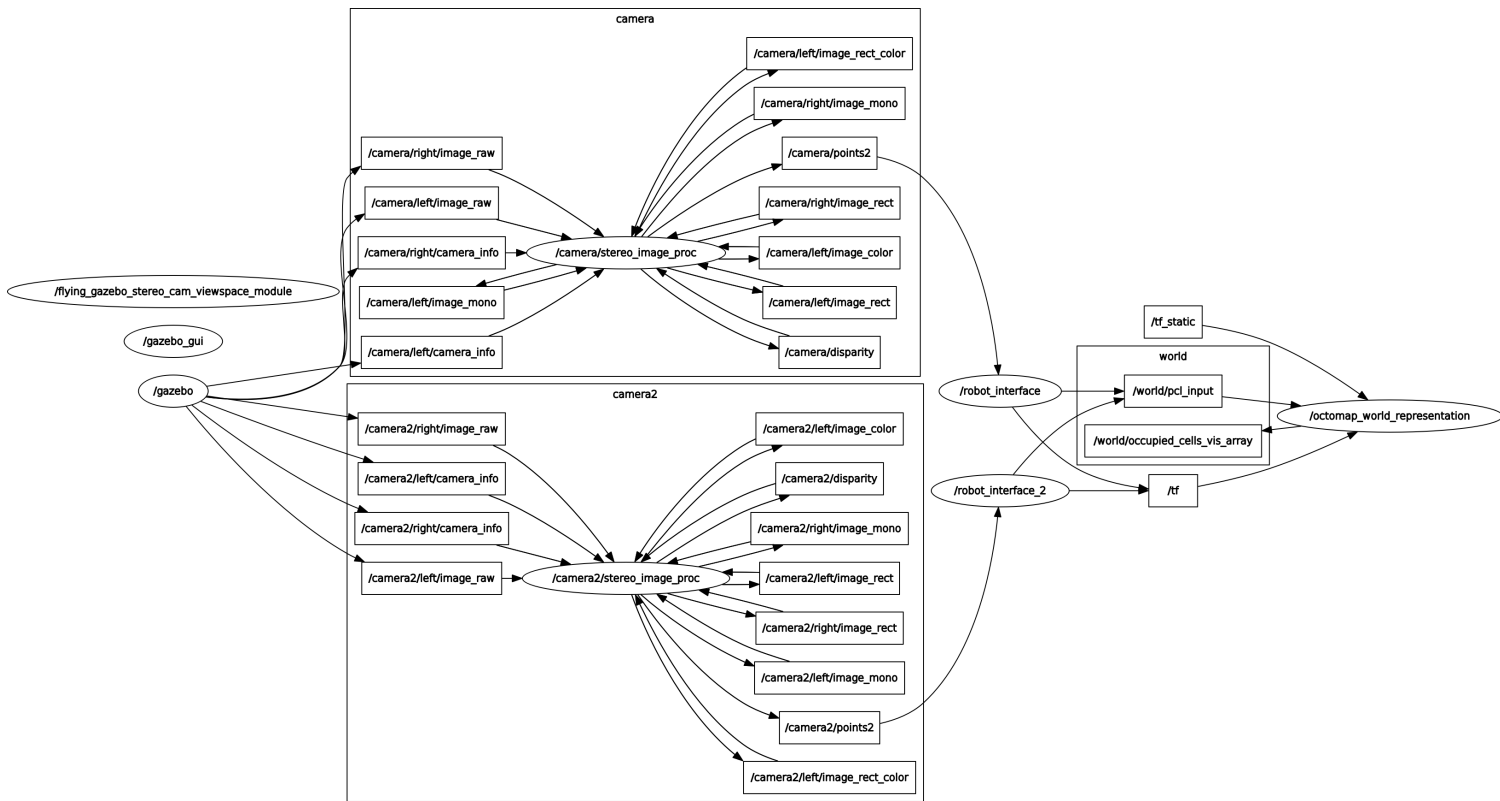 camera
/camera/left/image_rect_color
/camera/right/image_mono
/camera/right/image_raw
/camera/points2
/camera/left/image_raw
/camera/right/image_rect
/camera/right/camera_info
/camera/stereo_image_proc
/camera/left/image_color
/flying_gazebo_stereo_cam_viewspace_module
/camera/left/image_mono
/camera/left/image_rect
/tf_static
/gazebo_gui
/camera/left/camera_info
/camera/disparity
world
/gazebo
camera2
/robot_interface
/world/pcl_input
/octomap_world_representation
/camera2/right/image_raw
/camera2/left/image_color
/world/occupied_cells_vis_array
/camera2/left/camera_info
/camera2/disparity
/robot_interface_2
/tf
/camera2/right/camera_info
/camera2/right/image_mono
/camera2/left/image_raw
/camera2/stereo_image_proc
/camera2/left/image_rect
/camera2/right/image_rect
/camera2/left/image_mono
/camera2/points2
/camera2/left/image_rect_color